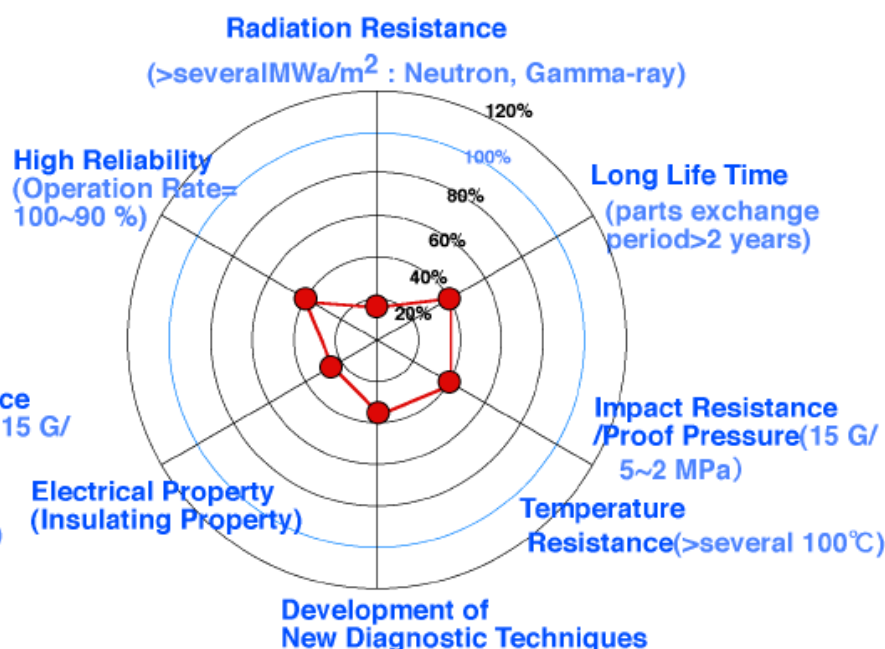 Radiation Resistance
(>severalMWa/m² : Neutron, Gamma-ray)
120%
100%
80%
60%
40%
20%
High Reliability
(Operation Rate=
100~90 %)
Long Life Time
(parts exchange
period>2 years)
ce
15 G/
)
Impact Resistance
/Proof Pressure(15 G/
5~2 MPa)
Electrical Property
(Insulating Property)
Temperature
Resistance(>several 100℃)
Development of
New Diagnostic Techniques